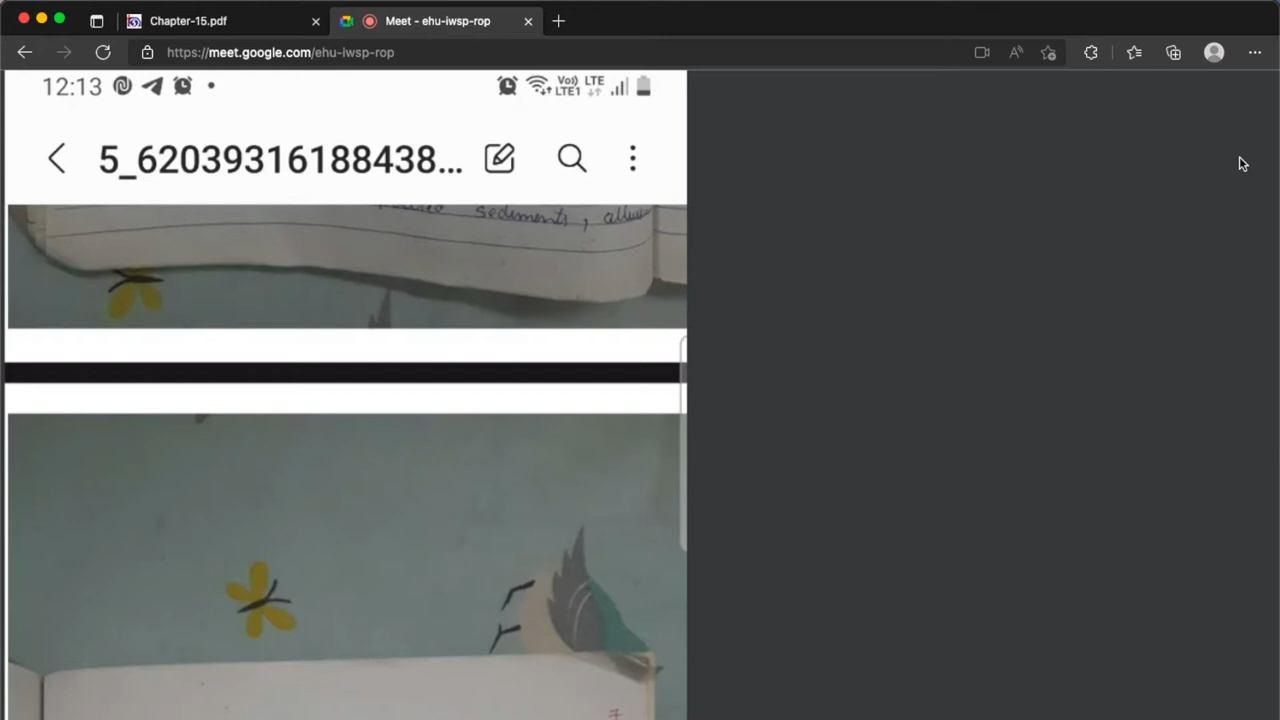 Chapter-15.pdf
Meet - ehu-iwsp-rop
https://meet.google.com/ehu-iwsp-rop
12:13
Vo) LTE
LTE1
5_62039316188438...
sediments,
7